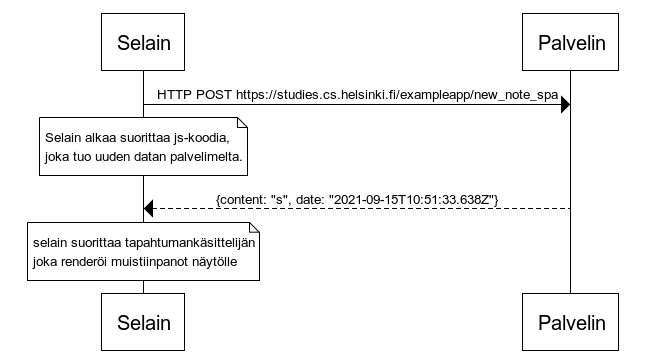 Selain
Palvelin
HTTP POST https://studies.cs.helsinki.fi/exampleapp/new_note_spa
Selain alkaa suorittaa js-koodia,
joka tuo uuden datan palvelimelta.
{content: "s", date: "2021-09-15T10:51:33.638Z"}
selain suorittaa tapahtumankäsittelijän
joka renderöi muistiinpanot näytölle
Selain
Palvelin